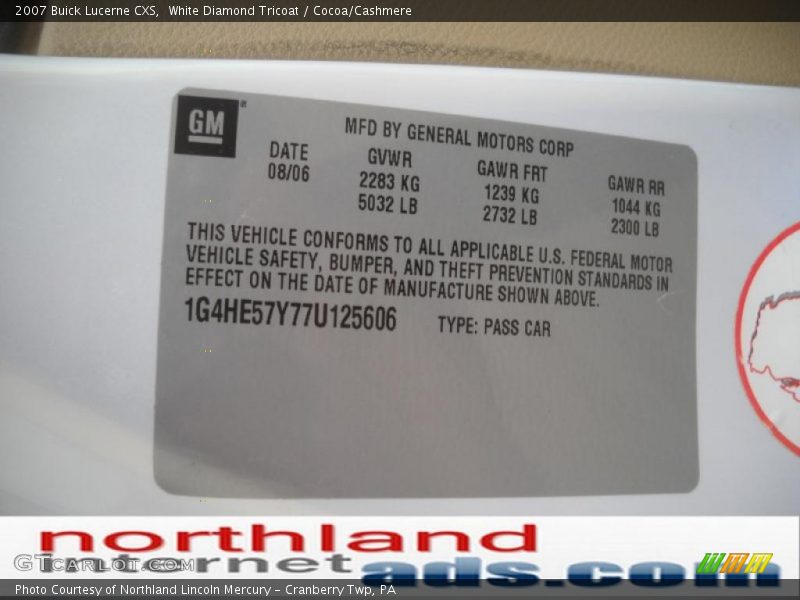 2007 Buick Lucerne CXS,  White Diamond Tricoat / Cocoa/Cashmere
GM
®
MFD BY GENERAL MOTORS CORP
DATE GVWR GAWR FRT GAWR RR
08/06 2283 KG 1239 KG 1044 KG
5032 LB 2732 LB 2300 LB
THIS VEHICLE CONFORMS TO ALL APPLICABLE U.S. FEDERAL MOTOR
VEHICLE SAFETY, BUMPER, AND THEFT PREVENTION STANDARDS IN
EFFECT ON THE DATE OF MANUFACTURE SHOWN ABOVE.
1G4HE57Y77U125606 TYPE: PASS CAR
northland
internet
ads.com
GTCARLOT.COM
Photo Courtesy of Northland Lincoln Mercury – Cranberry Twp, PA